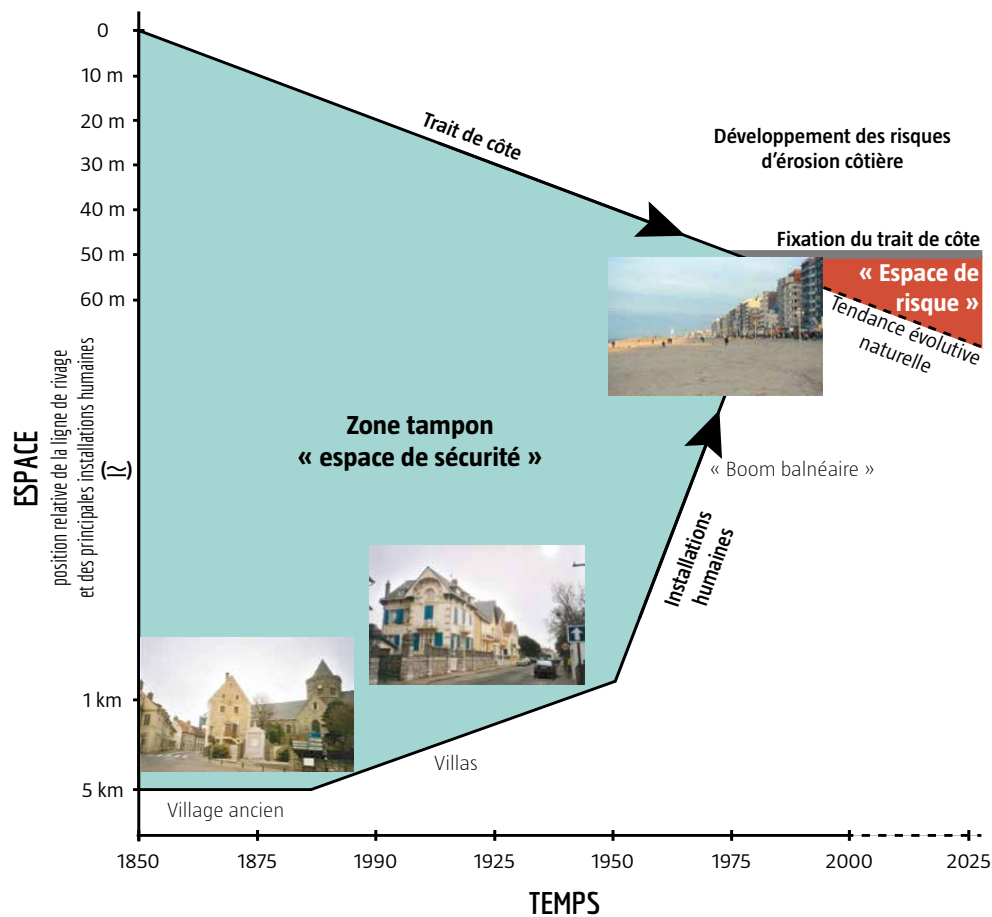 0
10 m
20 m
30 m
40 m
50 m
60 m
1 km
5 km
ESPACE
position relative de la ligne de rivage
et des principales installations humaines
(≃)
Trait de côte
Développement des risques
d'érosion côtière
Fixation du trait de côte
« Espace de
risque »
Tendance évolutive
naturelle
Zone tampon
« espace de sécurité »
« Boom balnéaire »
Installations
humaines
Villas
Village ancien
1850
1875
1990
1925
1950
1975
2000
2025
TEMPS